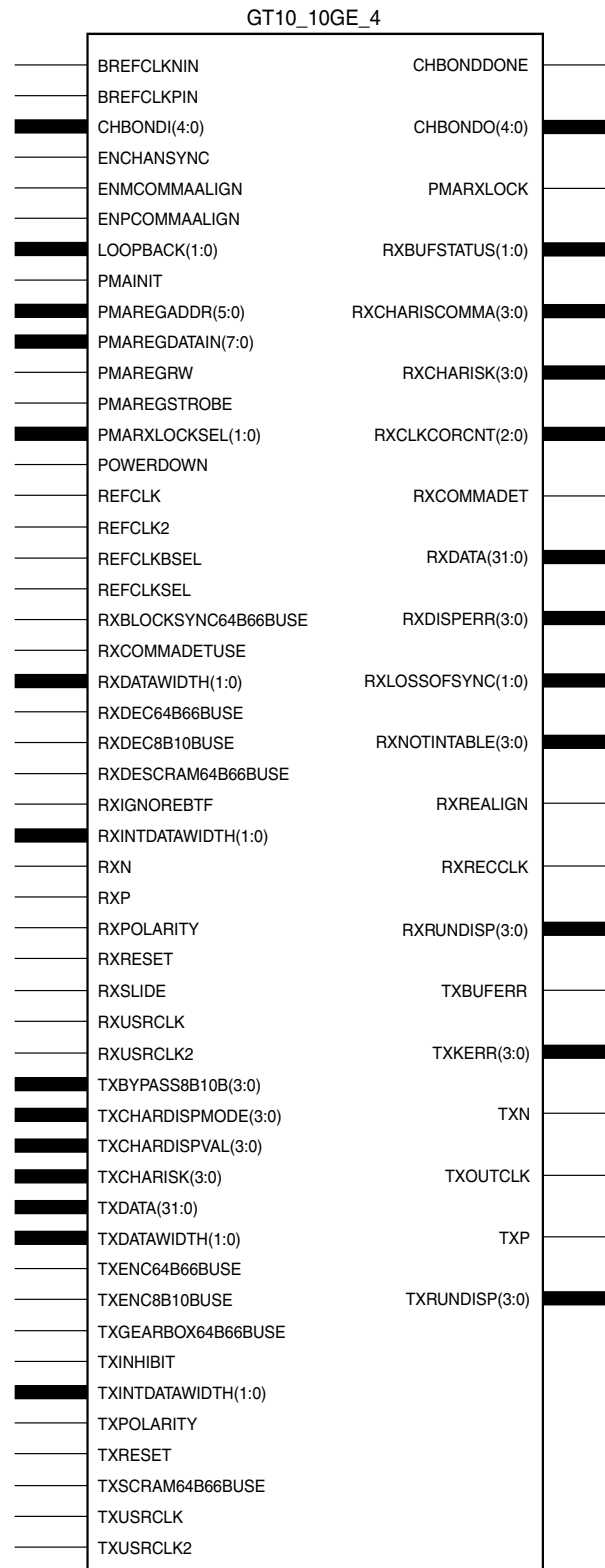 GT10_10GE_4
BREFCLKNIN CHBONDDONE
BREFCLKPIN
CHBONDI(4:0) CHBONDO(4:0)
ENCHANSYNC
ENMCOMMAALIGN PMARXLOCK
ENPCOMMAALIGN
LOOPBACK(1:0) RXBUFSTATUS(1:0)
PMAINIT
PMAREGADDR(5:0) RXCHARISCOMMA(3:0)
PMAREGDATAIN(7:0)
PMAREGRW RXCHARISK(3:0)
PMAREGSTROBE
PMARXLOCKSEL(1:0) RXCLKCORCNT(2:0)
POWERDOWN
REFCLK RXCOMMADET
REFCLK2
REFCLKBSEL RXDATA(31:0)
REFCLKSEL
RXBLOCKSYNC64B66BUSE RXDISPERR(3:0)
RXCOMMADETUSE
RXDATAWIDTH(1:0) RXLOSSOFSYNC(1:0)
RXDEC64B66BUSE
RXDEC8B10BUSE RXNOTINTABLE(3:0)
RXDESCRAM64B66BUSE
RXIGNOREBTF RXREALIGN
RXINTDATAWIDTH(1:0)
RXN RXRECCLK
RXP
RXPOLARITY RXRUNDISP(3:0)
RXRESET
RXSLIDE TXBUFERR
RXUSRCLK
RXUSRCLK2 TXKERR(3:0)
TXBYPASS8B10B(3:0)
TXCHARDISPMODE(3:0) TXN
TXCHARDISPVAL(3:0)
TXCHARISK(3:0) TXOUTCLK
TXDATA(31:0)
TXDATAWIDTH(1:0) TXP
TXENC64B66BUSE
TXENC8B10BUSE TXRUNDISP(3:0)
TXGEARBOX64B66BUSE
TXINHIBIT
TXINTDATAWIDTH(1:0)
TXPOLARITY
TXRESET
TXSCRAM64B66BUSE
TXUSRCLK
TXUSRCLK2